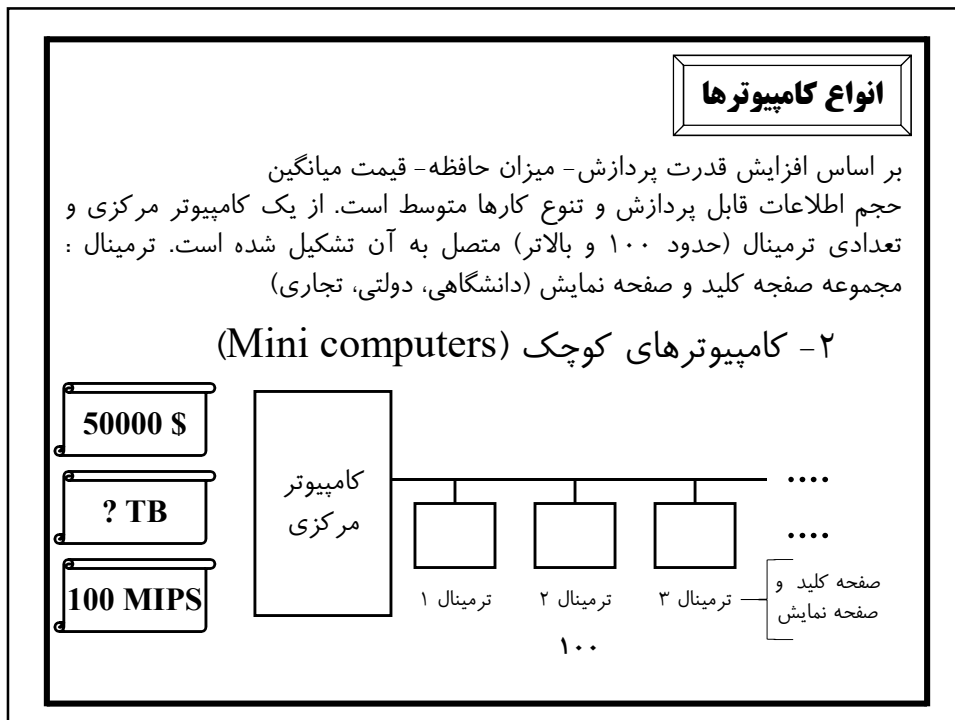 انواع کامپیوترها
بر اساس افزایش قدرت پردازش- میزان حافظه- قیمت میانگین
حجم اطلاعات قابل پردازش و تنوع کارها متوسط است. از یک کامپیوتر مرکزی و
تعدادی ترمینال (حدود ۱۰۰ و بالاتر) متصل به آن تشکیل شده است. ترمینال :
مجموعه صفجه کلید و صفحه نمایش (دانشگاهی، دولتی، تجاری)
۲- کامپیوترهای کوچک (Mini computers)
50000 $
? TB
100 MIPS
کامپیوتر
مرکزی
....
....
ترمینال ۱
ترمینال ۲
ترمینال ۳
صفحه کلید و
صفحه نمایش
۱۰۰